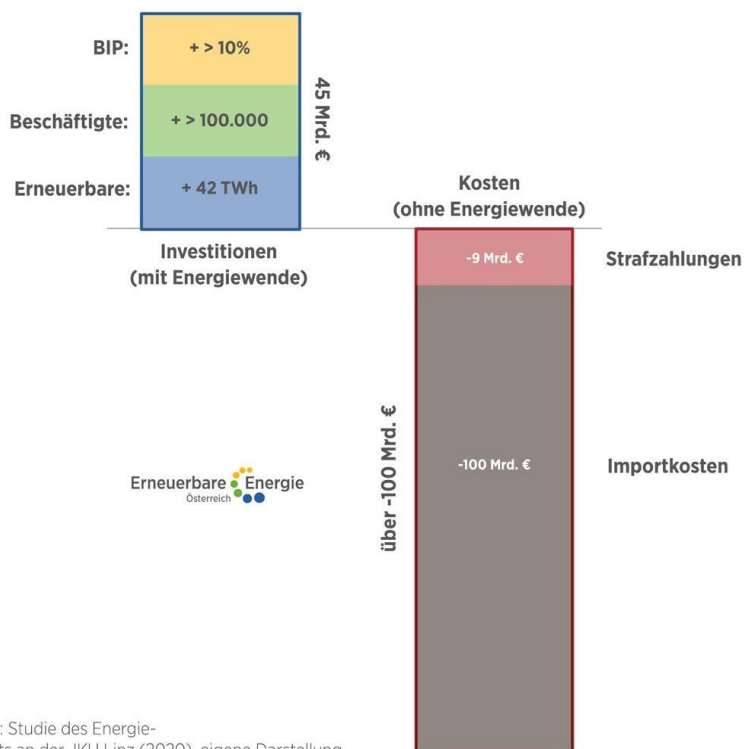 BIP:
+ > 10%
Beschäftigte:
+ > 100.000
Erneuerbare:
+ 42 TWh
45 Mrd. €
Investitionen
(mit Energiewende)
Kosten
(ohne Energiewende)
-9 Mrd. €
Strafzahlungen
über -100 Mrd. €
-100 Mrd. €
Importkosten
Erneuerbare Energie
Österreich
: Studie des Energie-
an der JKU Linz (2020), eigene Darstellung